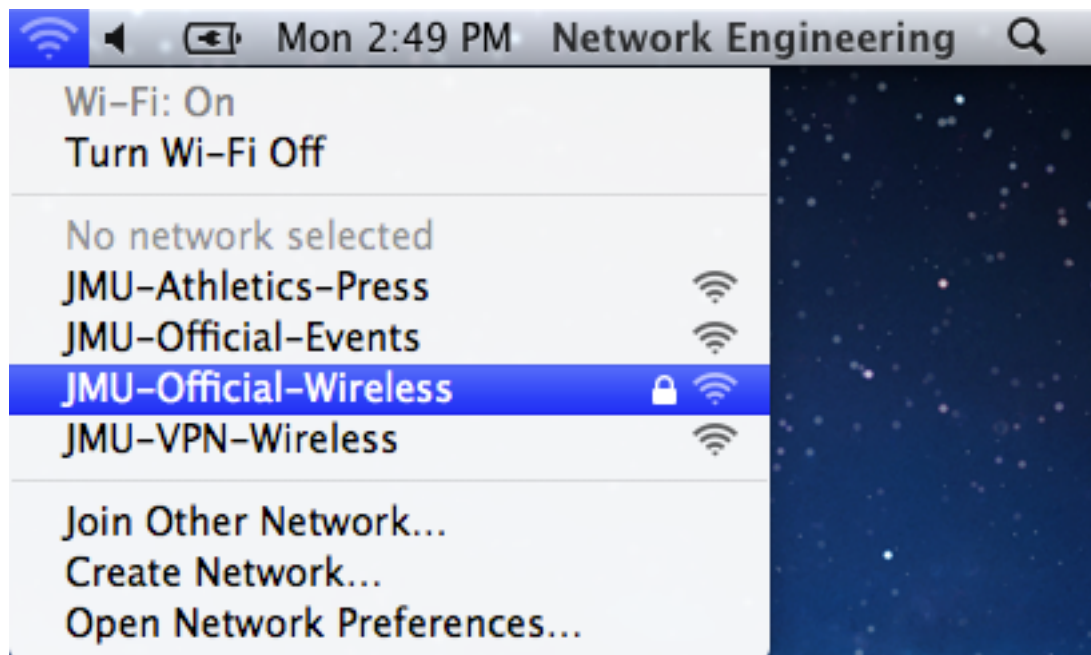 Mon 2:49 PM Network Engineering
Wi-Fi: On
Turn Wi-Fi Off
No network selected
JMU-Athletics-Press
JMU-Official-Events
JMU-Official-Wireless
JMU-VPN-Wireless
Join Other Network...
Create Network...
Open Network Preferences...